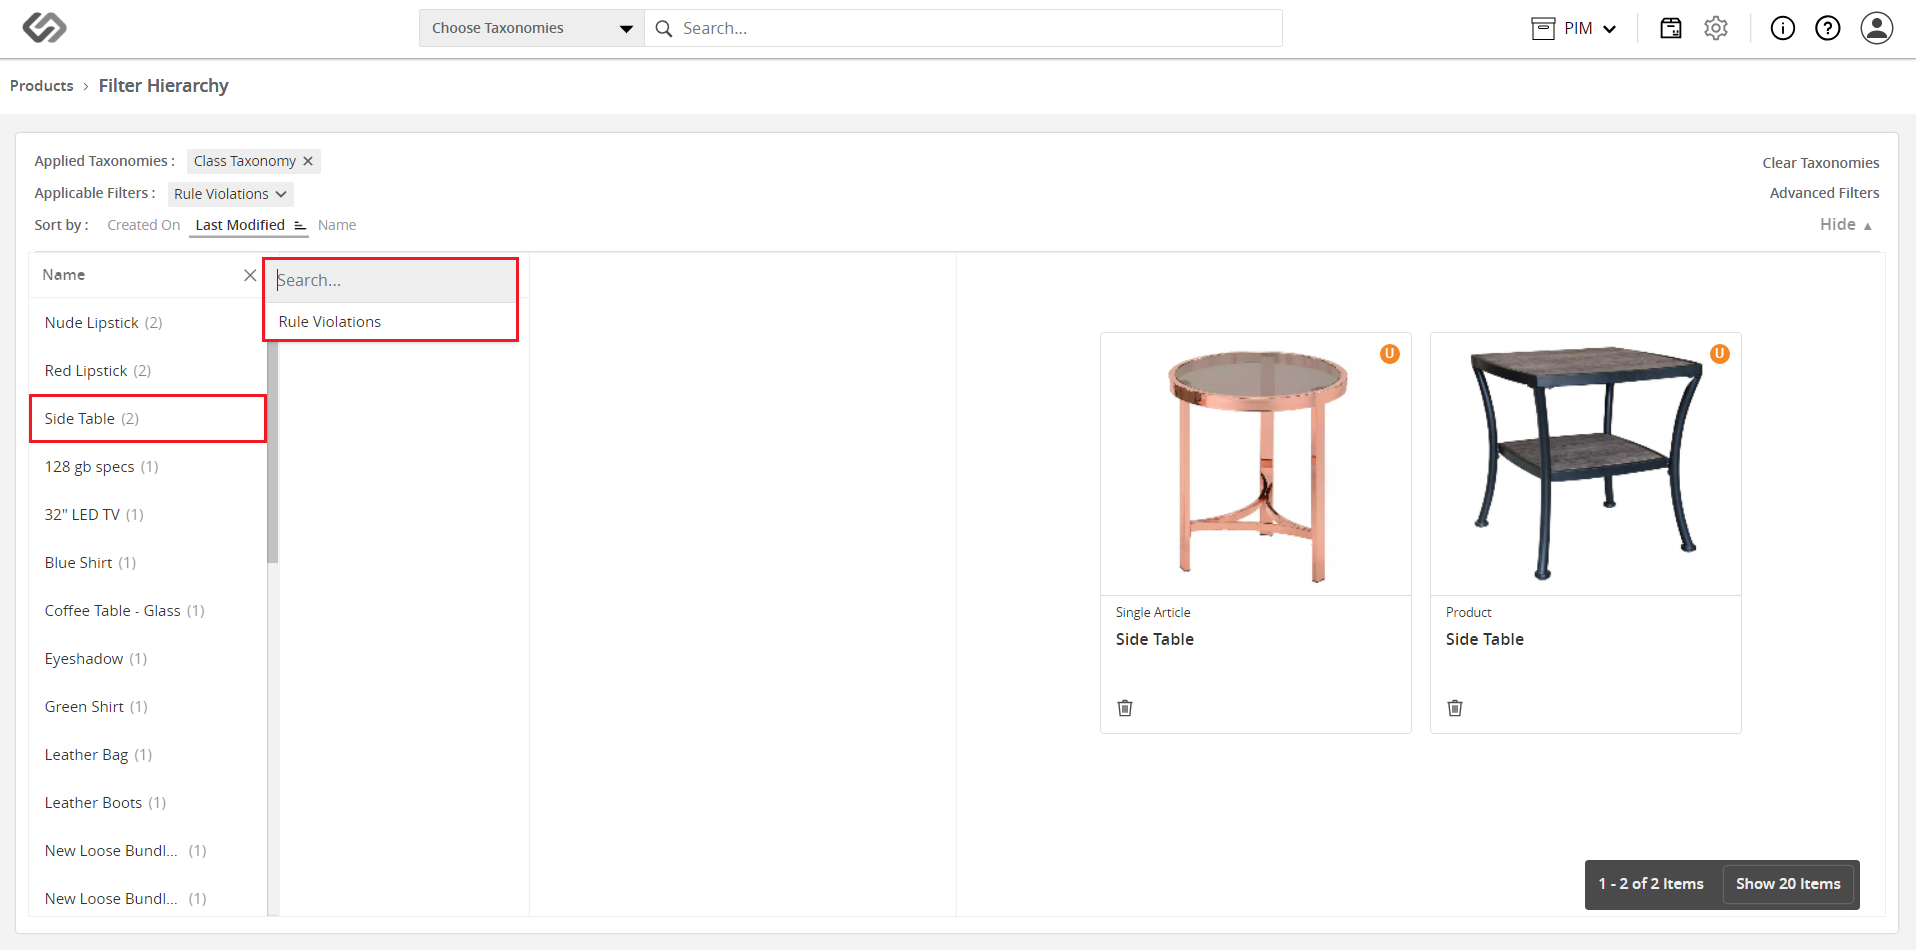 Choose Taxonomies
Search...
PIM
Products › Filter Hierarchy
Applied Taxonomies : Class Taxonomy ✕
Clear Taxonomies
Applicable Filters : Rule Violations
Advanced Filters
Sort by : Created On Last Modified Name
Hide ▲
Name
Search...
Rule Violations
Nude Lipstick (2)
Red Lipstick (2)
Side Table (2)
128 gb specs (1)
32" LED TV (1)
Blue Shirt (1)
Coffee Table - Glass (1)
Eyeshadow (1)
Green Shirt (1)
Leather Bag (1)
Leather Boots (1)
New Loose Bundl... (1)
New Loose Bundl... (1)
U
Single Article
Side Table
U
Product
Side Table
1 - 2 of 2 Items
Show 20 Items